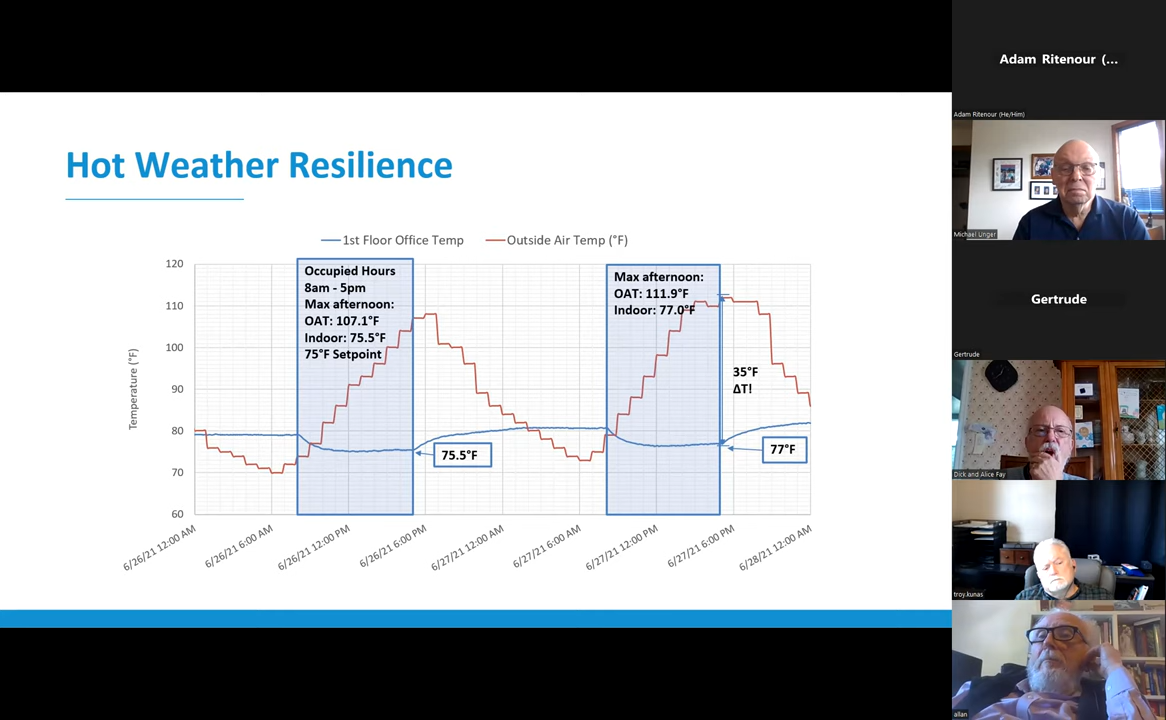 Hot Weather Resilience
1st Floor Office Temp
Outside Air Temp (°F)
Temperature (°F)
120
110
100
90
80
70
60
Occupied Hours
8am - 5pm
Max afternoon:
OAT: 107.1°F
Indoor: 75.5°F
75°F Setpoint
75.5°F
Max afternoon:
OAT: 111.9°F
Indoor: 77.0°F
35°F
ΔT!
77°F
6/26/21 12:00 AM
6/26/21 6:00 AM
6/26/21 12:00 PM
6/26/21 6:00 PM
6/27/21 12:00 AM
6/27/21 6:00 AM
6/27/21 12:00 PM
6/27/21 6:00 PM
6/28/21 12:00 AM
Adam Ritenour (...
Adam Ritenour (He/Him)
Michael Unger
Gertrude
Gertrude
Dick and Alice Fay
troy.kunas
allan